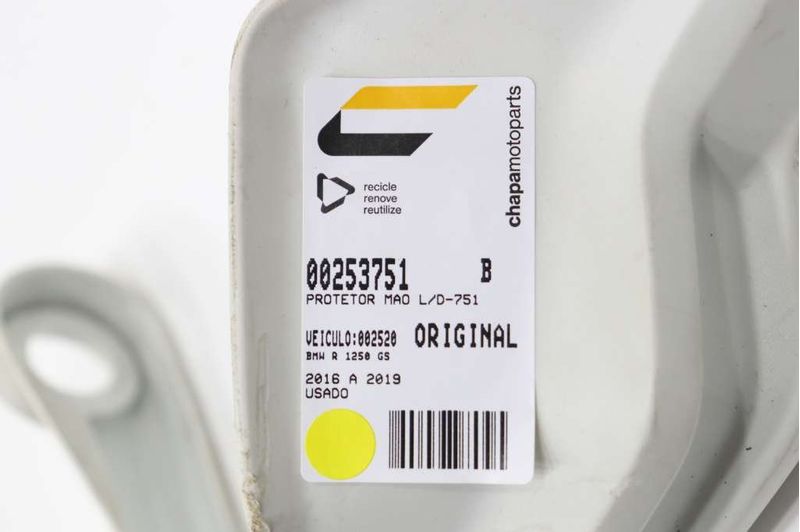 chapamotoparts
recicle
renove
reutilize
00253751 B
PROTETOR MAO L/D-751
VEICULO:002520 ORIGINAL
BMW R 1250 GS
2016 A 2019
USADO